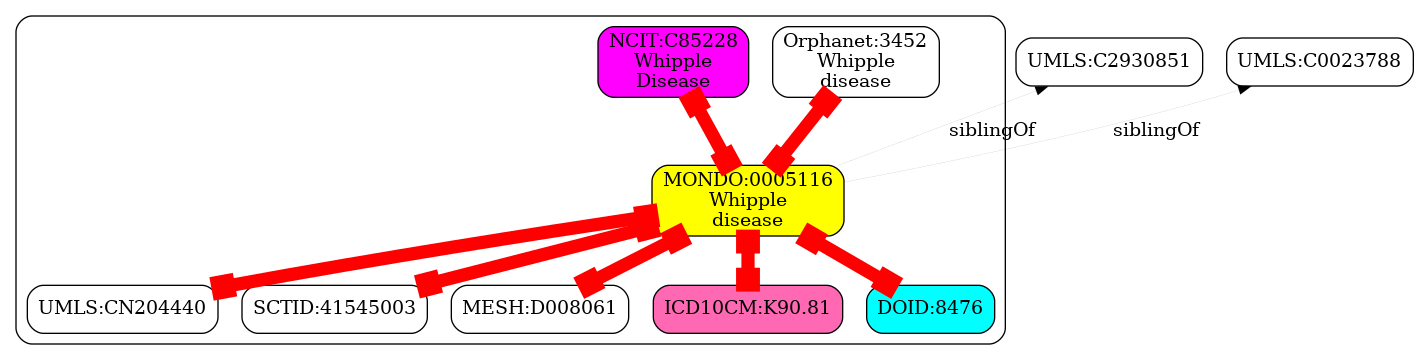 NCIT:C85228
Whipple
Disease
Orphanet:3452
Whipple
disease
UMLS:C2930851
UMLS:C0023788
siblingOf
siblingOf
MONDO:0005116
Whipple
disease
UMLS:CN204440
SCTID:41545003
MESH:D008061
ICD10CM:K90.81
DOID:8476